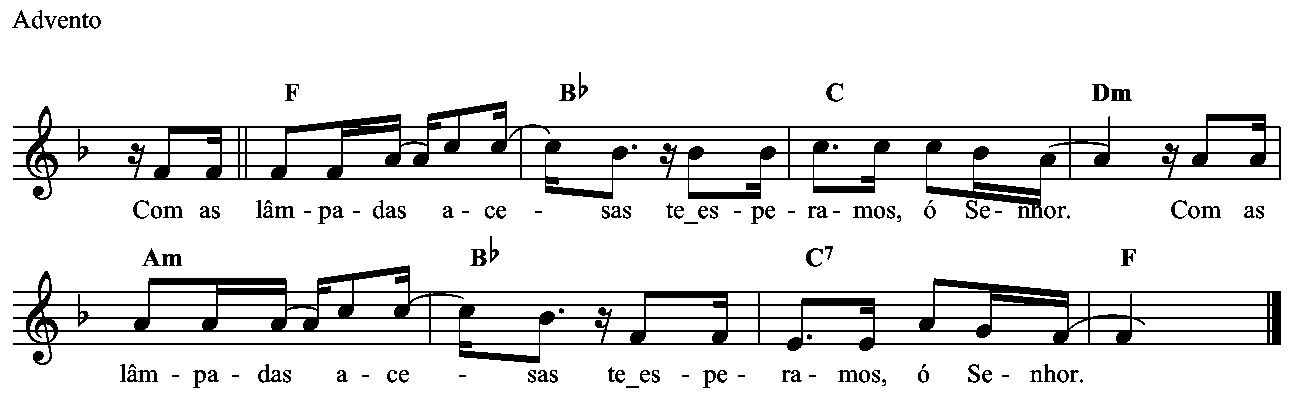 Advento
F B♭ C Dm
Com as lâm - pa - das a - ce - sas te_es - pe - ra - mos, ó Se - nhor. Com as
Am B♭ C7 F
lâm - pa - das a - ce - sas te_es - pe - ra - mos, ó Se - nhor.